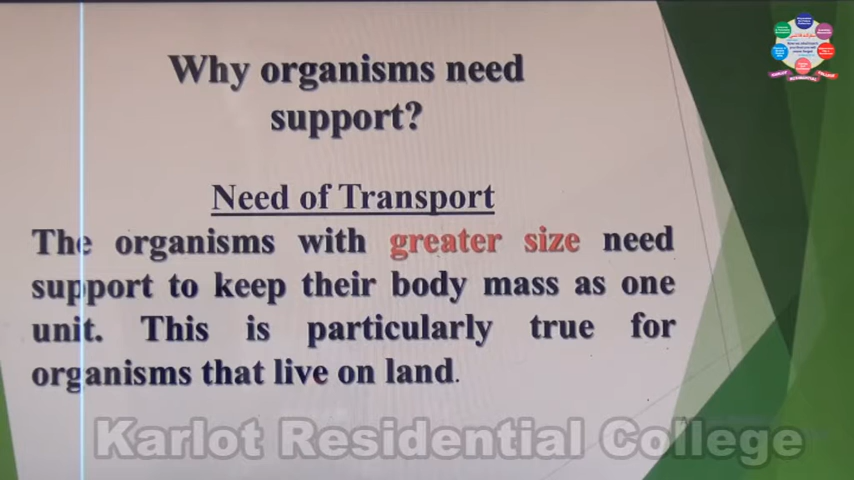 Why organisms need
support?
Need of Transport
The organisms with greater size need
support to keep their body mass as one
unit. This is particularly true for
organisms that live on land.
Karlot Residential College